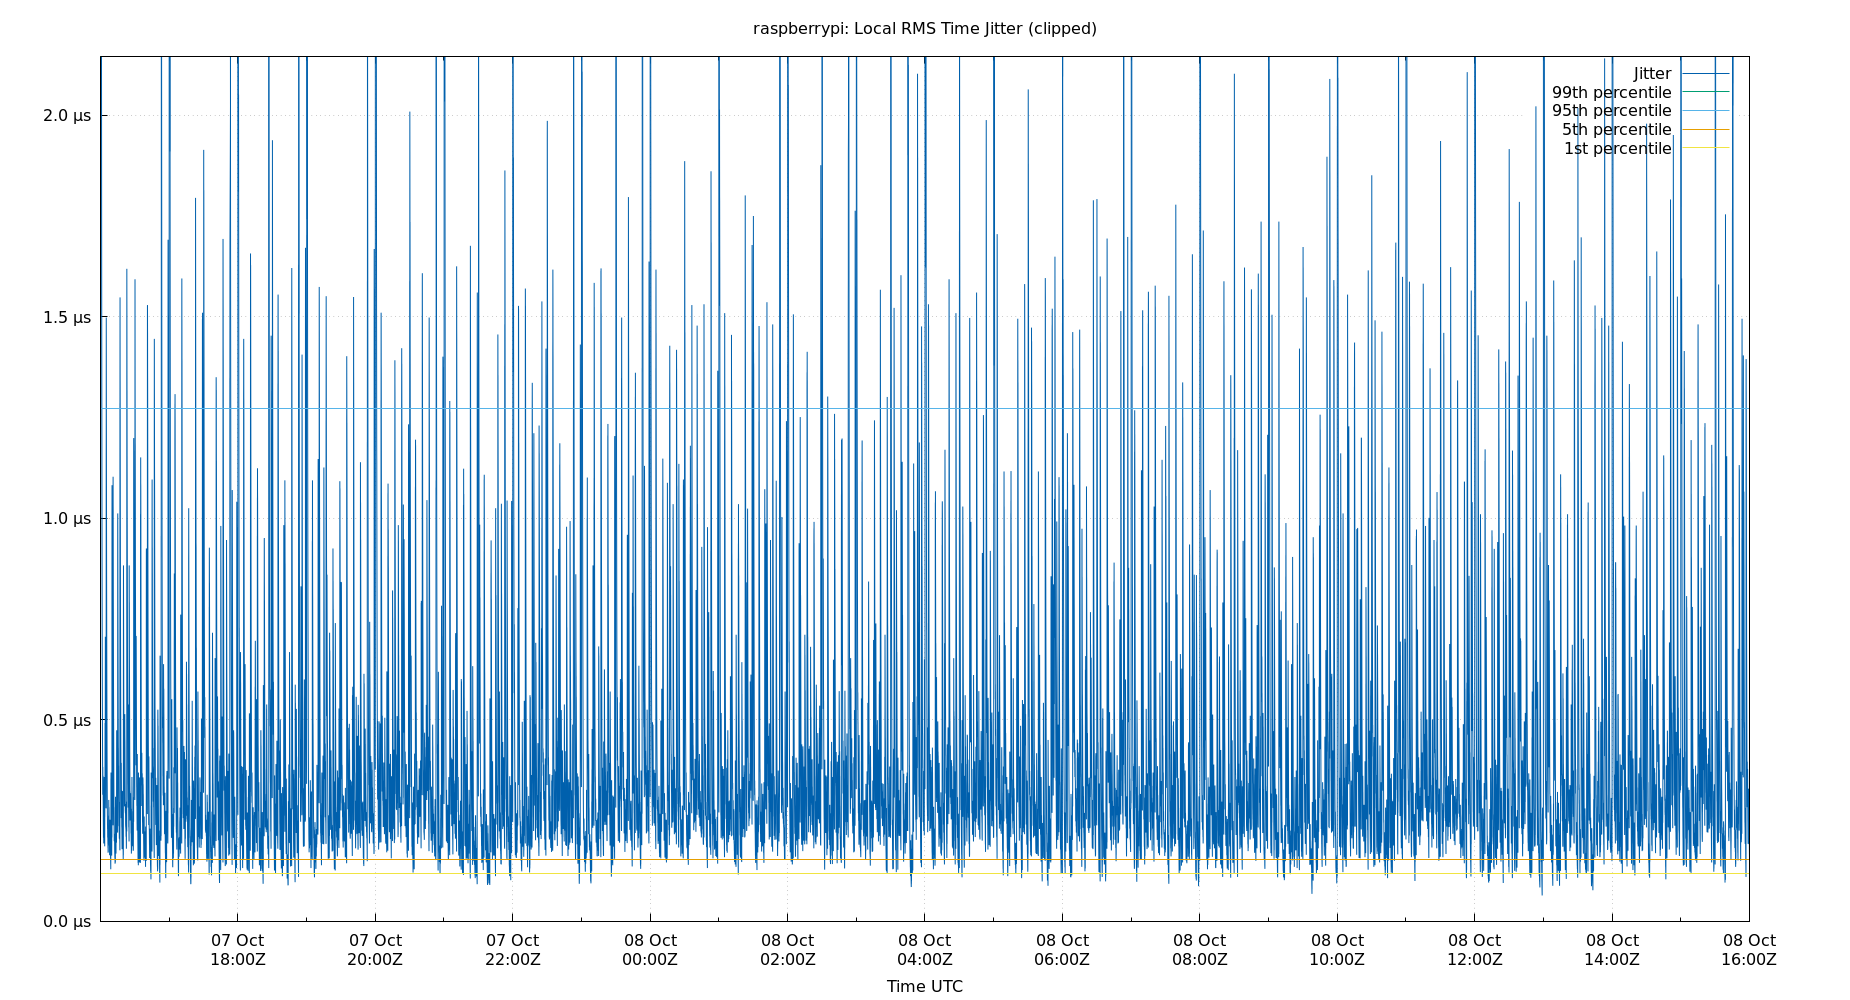 raspberrypi: Local RMS Time Jitter (clipped)
Jitter
99th percentile
95th percentile
5th percentile
1st percentile
2.0 µs
1.5 µs
1.0 µs
0.5 µs
0.0 µs
07 Oct 07 Oct 07 Oct 08 Oct 08 Oct 08 Oct 08 Oct 08 Oct 08 Oct 08 Oct 08 Oct 08 Oct
18:00Z 20:00Z 22:00Z 00:00Z 02:00Z 04:00Z 06:00Z 08:00Z 10:00Z 12:00Z 14:00Z 16:00Z
Time UTC